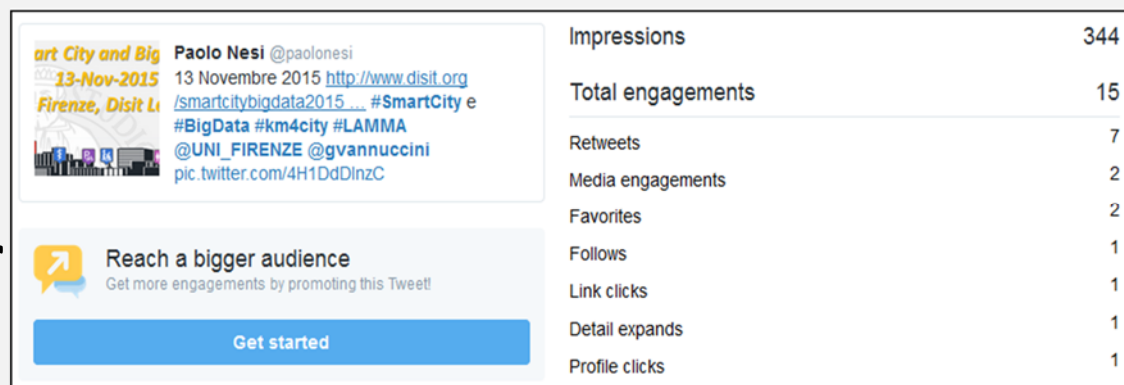 art City and Big
13-Nov-2015
Firenze, Disit L
Paolo Nesi @paolonesi
13 Novembre 2015 http://www.disit.org
/smartcitybigdata2015 ... #SmartCity e
#BigData #km4city #LAMMA
@UNI_FIRENZE @gvannuccini
pic.twitter.com/4H1DdDlnzC
Reach a bigger audience
Get more engagements by promoting this Tweet!
Get started
Impressions 344
Total engagements 15
Retweets 7
Media engagements 2
Favorites 2
Follows 1
Link clicks 1
Detail expands 1
Profile clicks 1